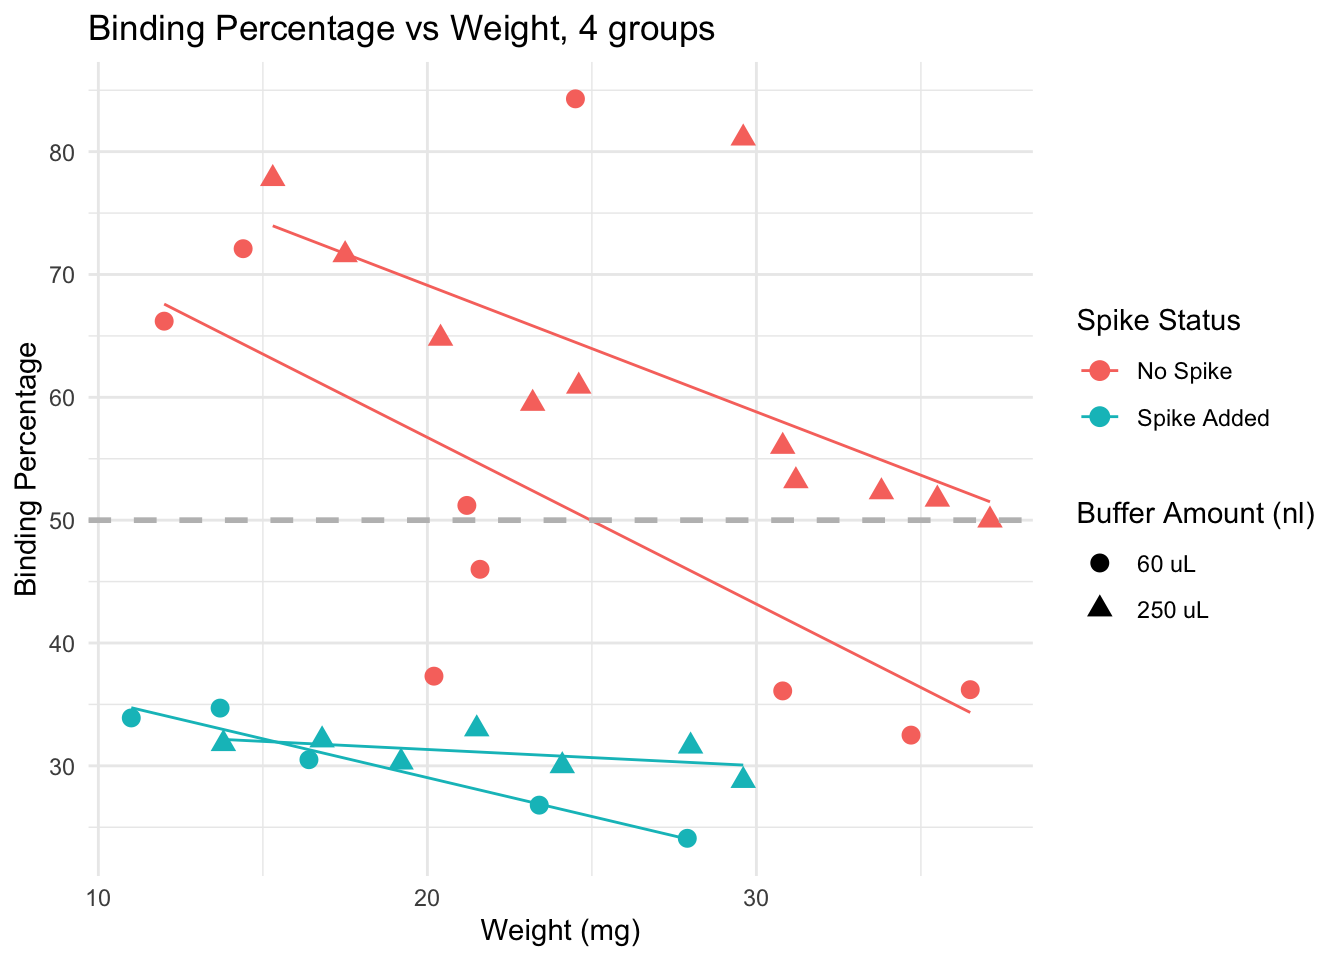 Binding Percentage vs Weight, 4 groups
Binding Percentage
80
70
60
50
40
30
10
20
30
Weight (mg)
Spike Status
No Spike
Spike Added
Buffer Amount (nl)
60 uL
250 uL